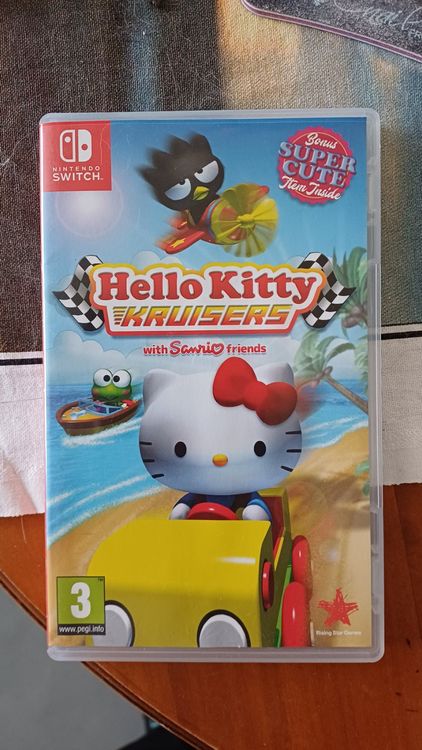 NINTENDO
SWITCH
Bonus
SUPER
CUTE
Item Inside
Hello Kitty
KRUISERS
with Sanrio friends
3
www.pegi.info
Rising Star Games